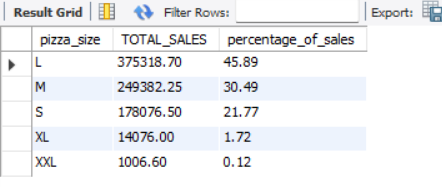 Result Grid Filter Rows: Export:
pizza_size TOTAL_SALES percentage_of_sales
L 375318.70 45.89
M 249382.25 30.49
S 178076.50 21.77
XL 14076.00 1.72
XXL 1006.60 0.12